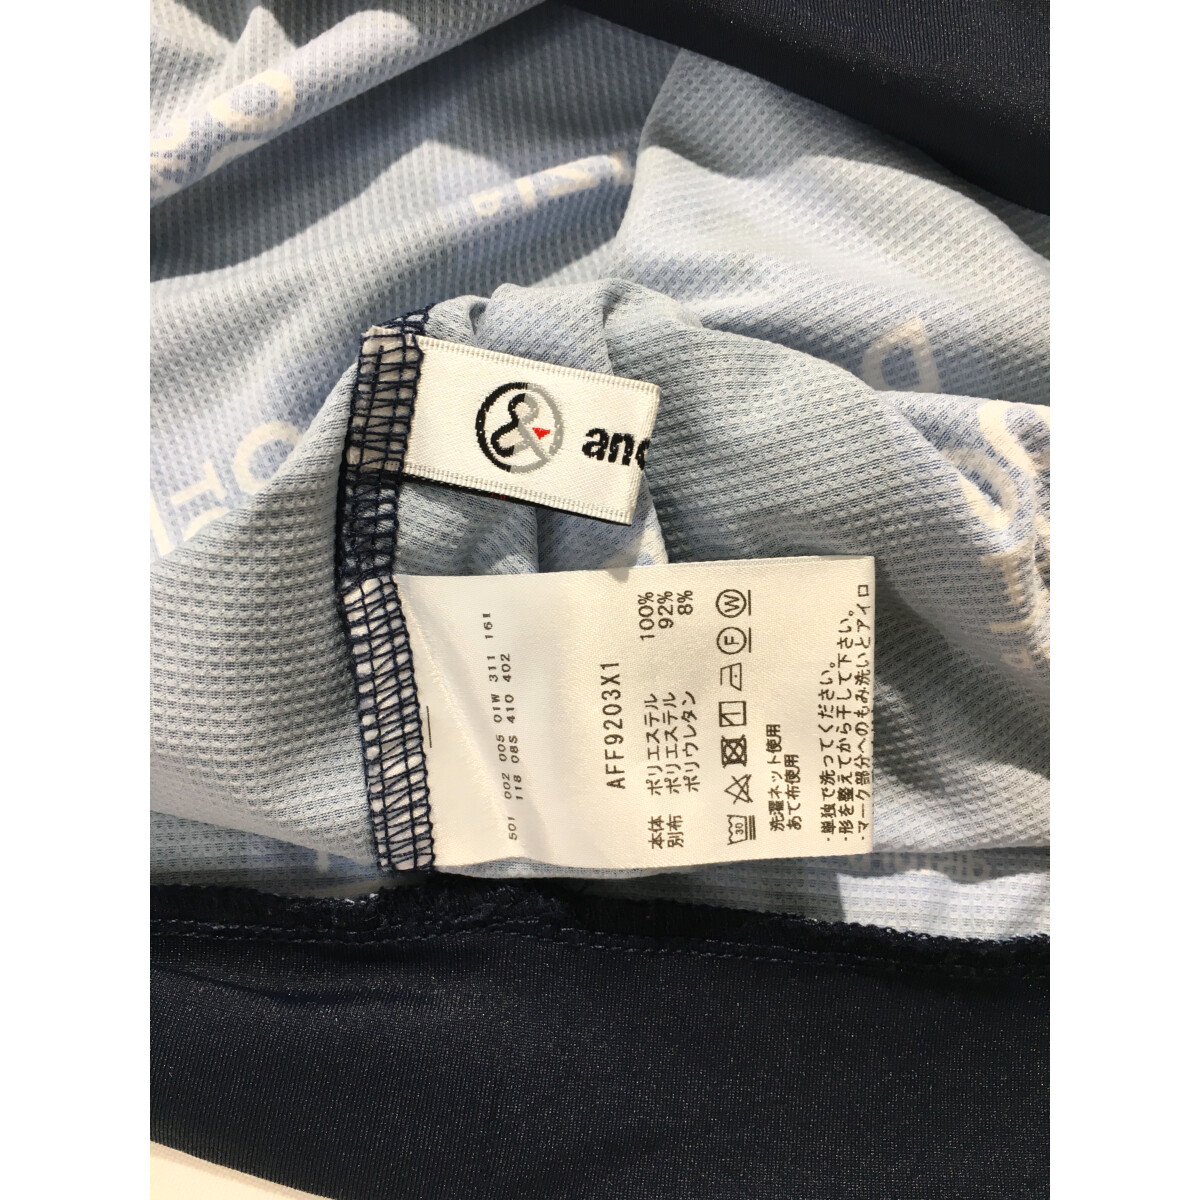 an
501 002 005 01W 311 161
118 08S 410 402
AFF9203X1
本体 ポリエステル 100%
別布 ポリエステル 92%
ポリウレタン 8%
30 F W
洗濯ネット使用
あて布使用
・単独で洗ってください。
・形を整えてから干して下さい。
・マーク部分へのもみ洗いとアイロ